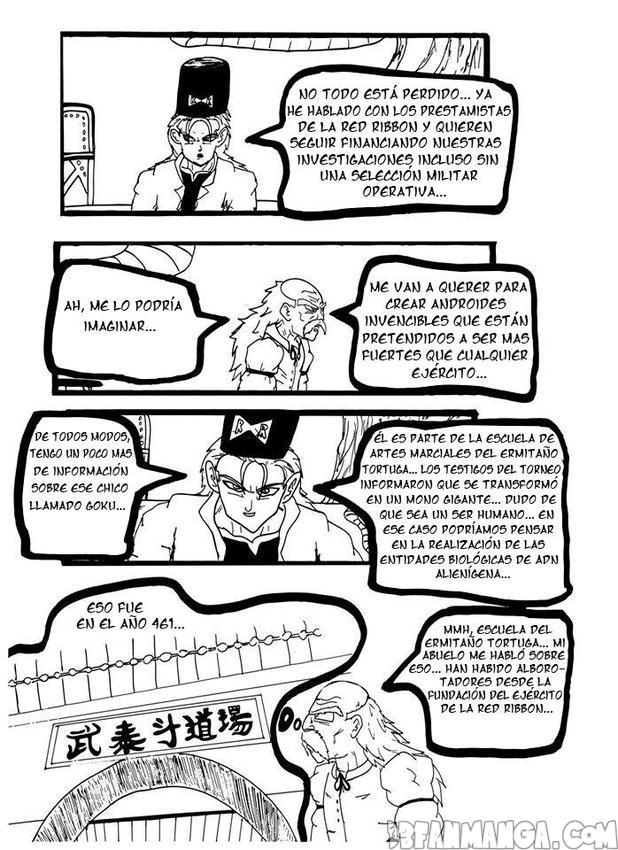 NO TODO ESTÁ PERDIDO... YA
HE HABLADO CON LOS PRESTAMISTAS
DE LA RED RIBBON Y QUIEREN
SEGUIR FINANCIANDO NUESTRAS
INVESTIGACIONES INCLUSO SIN
UNA SELECCIÓN MILITAR
OPERATIVA...
AH, ME LO PODRÍA
IMAGINAR...
ME VAN A QUERER PARA
CREAR ANDROIDES
INVENCIBLES QUE ESTÁN
PRETENDIDOS A SER MAS
FUERTES QUE CUALQUIER
EJÉRCITO...
R R
DE TODOS MODOS,
TENGO UN POCO MAS
DE INFORMACIÓN
SOBRE ESE CHICO
LLAMADO GOKU...
ÉL ES PARTE DE LA ESCUELA DE
ARTES MARCIALES DEL ERMITAÑO
TORTUGA... LOS TESTIGOS DEL TORNEO
INFORMARON QUE SE TRANSFORMÓ
EN UN MONO GIGANTE... DUDO DE
QUE SEA UN SER HUMANO... EN
ESE CASO PODRÍAMOS PENSAR
EN LA REALIZACIÓN DE LAS
ENTIDADES BIOLÓGICAS DE ADN
ALIENÍGENA...
ESO FUE
EN EL AÑO 461...
MMH, ESCUELA DEL
ERMITAÑO TORTUGA... MI
ABUELO ME HABLÓ SOBRE
ESO... HAN HABIDO ALBORO-
TADORES DESDE LA
FUNDACIÓN DEL EJÉRCITO
DE LA RED RIBBON...
武泰斗道場
DBFANMANGA.COM